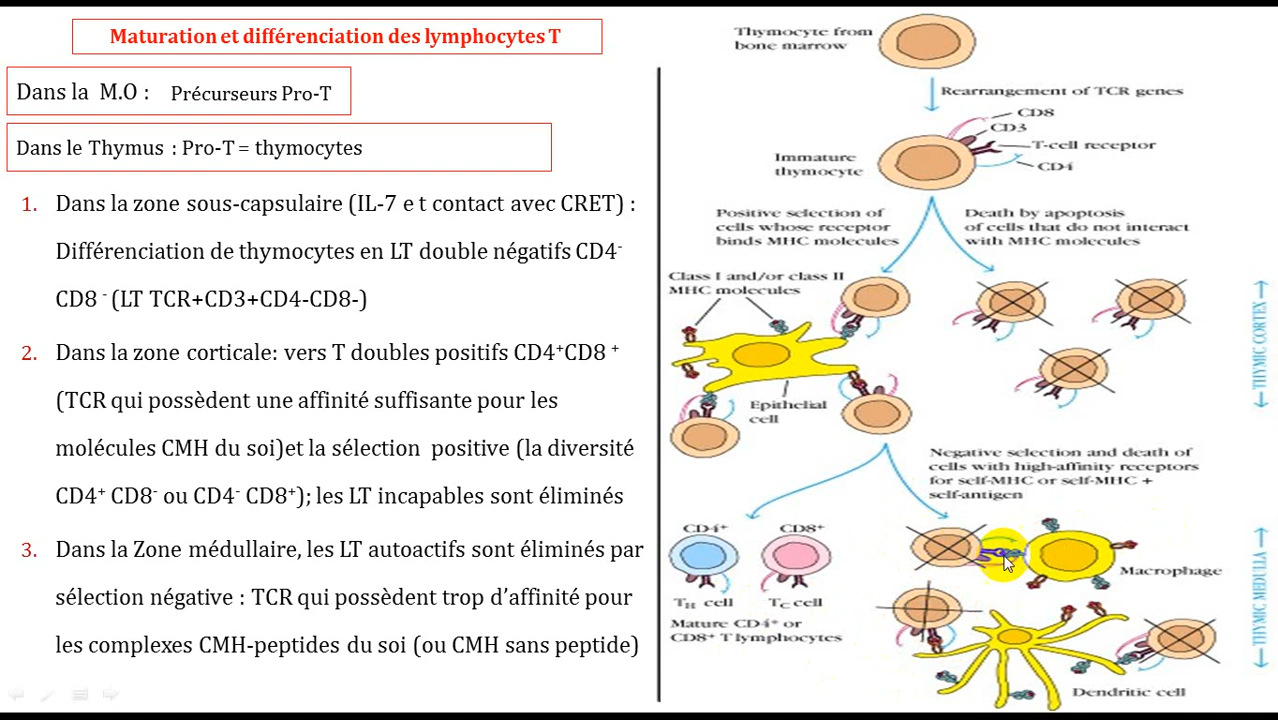 Maturation et différenciation des lymphocytes T
Dans la M.O : Précurseurs Pro-T
Dans le Thymus : Pro-T = thymocytes
1. Dans la zone sous-capsulaire (IL-7 e t contact avec CRET) :
Différenciation de thymocytes en LT double négatifs CD4⁻
CD8 ⁻ (LT TCR+CD3+CD4-CD8-)
2. Dans la zone corticale: vers T doubles positifs CD4⁺CD8 ⁺
(TCR qui possèdent une affinité suffisante pour les
molécules CMH du soi)et la sélection positive (la diversité
CD4⁺ CD8⁻ ou CD4⁻ CD8⁺); les LT incapables sont éliminés
3. Dans la Zone médullaire, les LT autoactifs sont éliminés par
sélection négative : TCR qui possèdent trop d'affinité pour
les complexes CMH-peptides du soi (ou CMH sans peptide)
Thymocyte from
bone marrow
Rearrangement of TCR genes
CD8
CD3
T-cell receptor
CD4
Immature
thymocyte
Positive selection of
cells whose receptor
binds MHC molecules
Death by apoptosis
of cells that do not interact
with MHC molecules
Class I and/or class II
MHC molecules
Epithelial
cell
THYMIC CORTEX
Negative selection and death of
cells with high-affinity receptors
for self-MHC or self-MHC +
self-antigen
CD4⁺
CD8⁺
T_H cell
T_C cell
Mature CD4⁺ or
CD8⁺ T lymphocytes
Macrophage
Dendritic cell
THYMIC MEDULLA